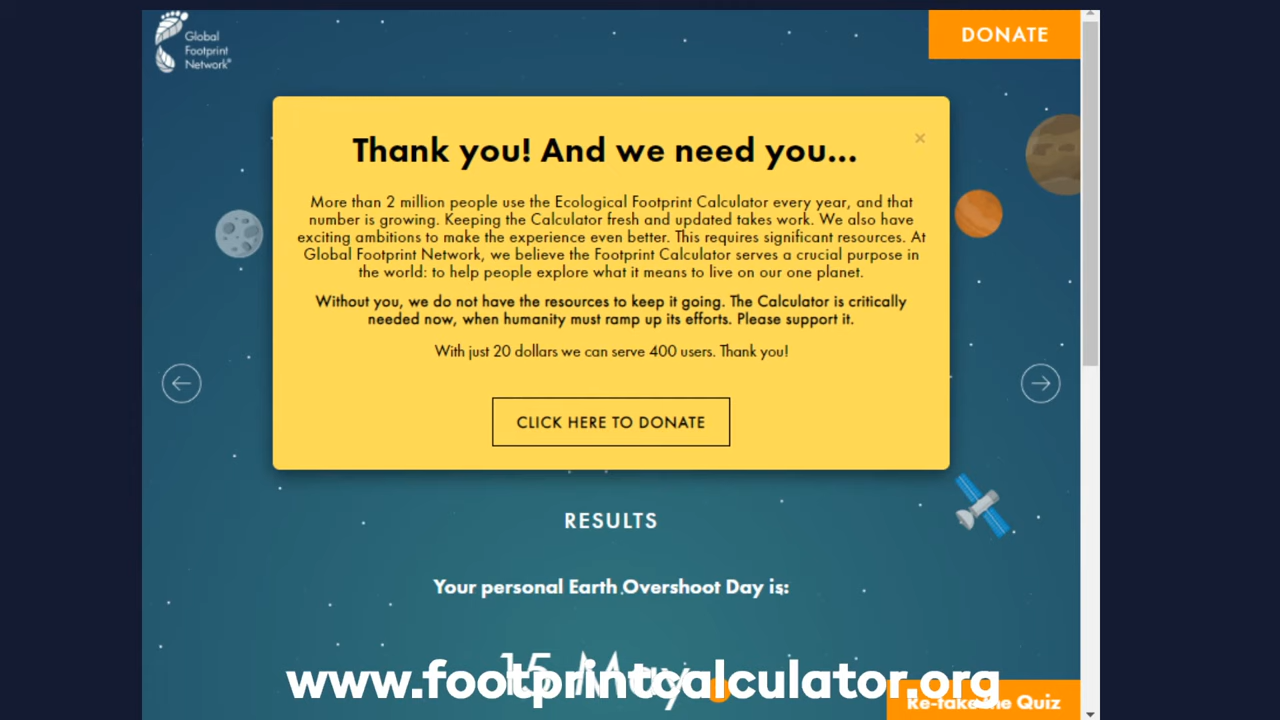 Global
Footprint
Network®
DONATE
×
Thank you! And we need you...
More than 2 million people use the Ecological Footprint Calculator every year, and that
number is growing. Keeping the Calculator fresh and updated takes work. We also have
exciting ambitions to make the experience even better. This requires significant resources. At
Global Footprint Network, we believe the Footprint Calculator serves a crucial purpose in
the world: to help people explore what it means to live on our one planet.
Without you, we do not have the resources to keep it going. The Calculator is critically
needed now, when humanity must ramp up its efforts. Please support it.
With just 20 dollars we can serve 400 users. Thank you!
CLICK HERE TO DONATE
RESULTS
Your personal Earth Overshoot Day is:
15 May
www.footprintcalculator.org
Re-take the Quiz